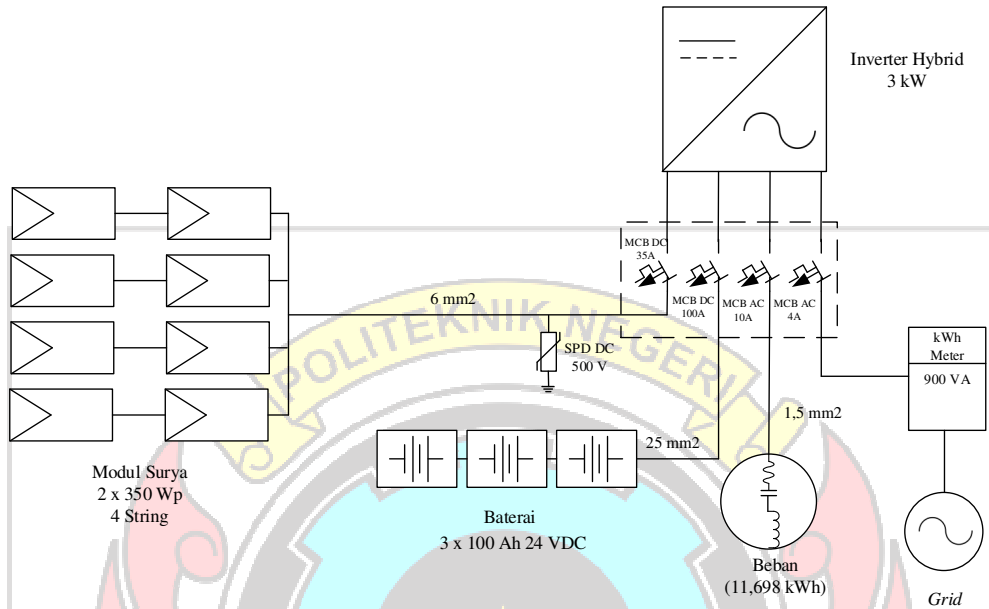 Inverter Hybrid
3 kW
MCB DC
35A
MCB DC
100A
MCB AC
10A
MCB AC
4A
6 mm2
SPD DC
500 V
kWh
Meter
900 VA
1,5 mm2
25 mm2
Modul Surya
2 x 350 Wp
4 String
Baterai
3 x 100 Ah 24 VDC
Beban
(11,698 kWh)
Grid
POLITEKNIK NEGERI